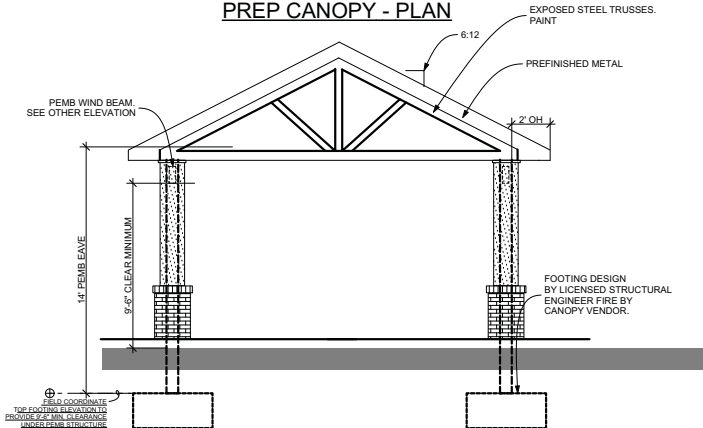 PREP CANOPY - PLAN
EXPOSED STEEL TRUSSES.
PAINT
6:12
PREFINISHED METAL
PEMB WIND BEAM.
SEE OTHER ELEVATION
2' OH
14' PEMB EAVE
9'-6" CLEAR MINIMUM
FOOTING DESIGN
BY LICENSED STRUCTURAL
ENGINEER FIRE BY
CANOPY VENDOR.
FIELD COORDINATE
TOP FOOTING ELEVATION TO
PROVIDE 9'-6" MIN. CLEARANCE
UNDER PEMB STRUCTURE